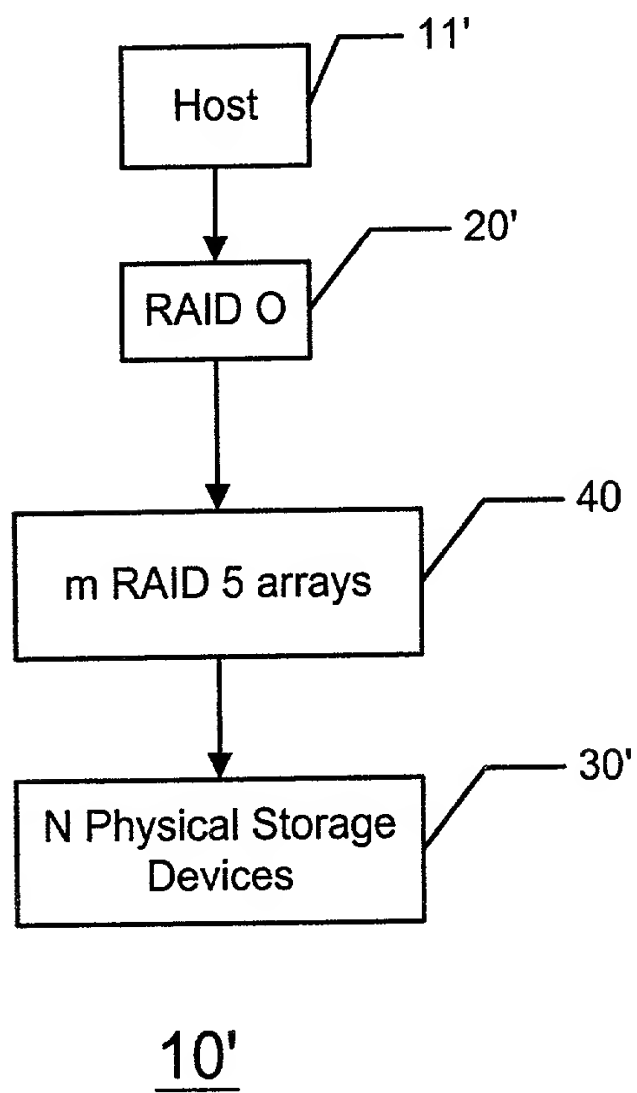 11'
Host
20'
RAID O
40
m RAID 5 arrays
30'
N Physical Storage
Devices
10'